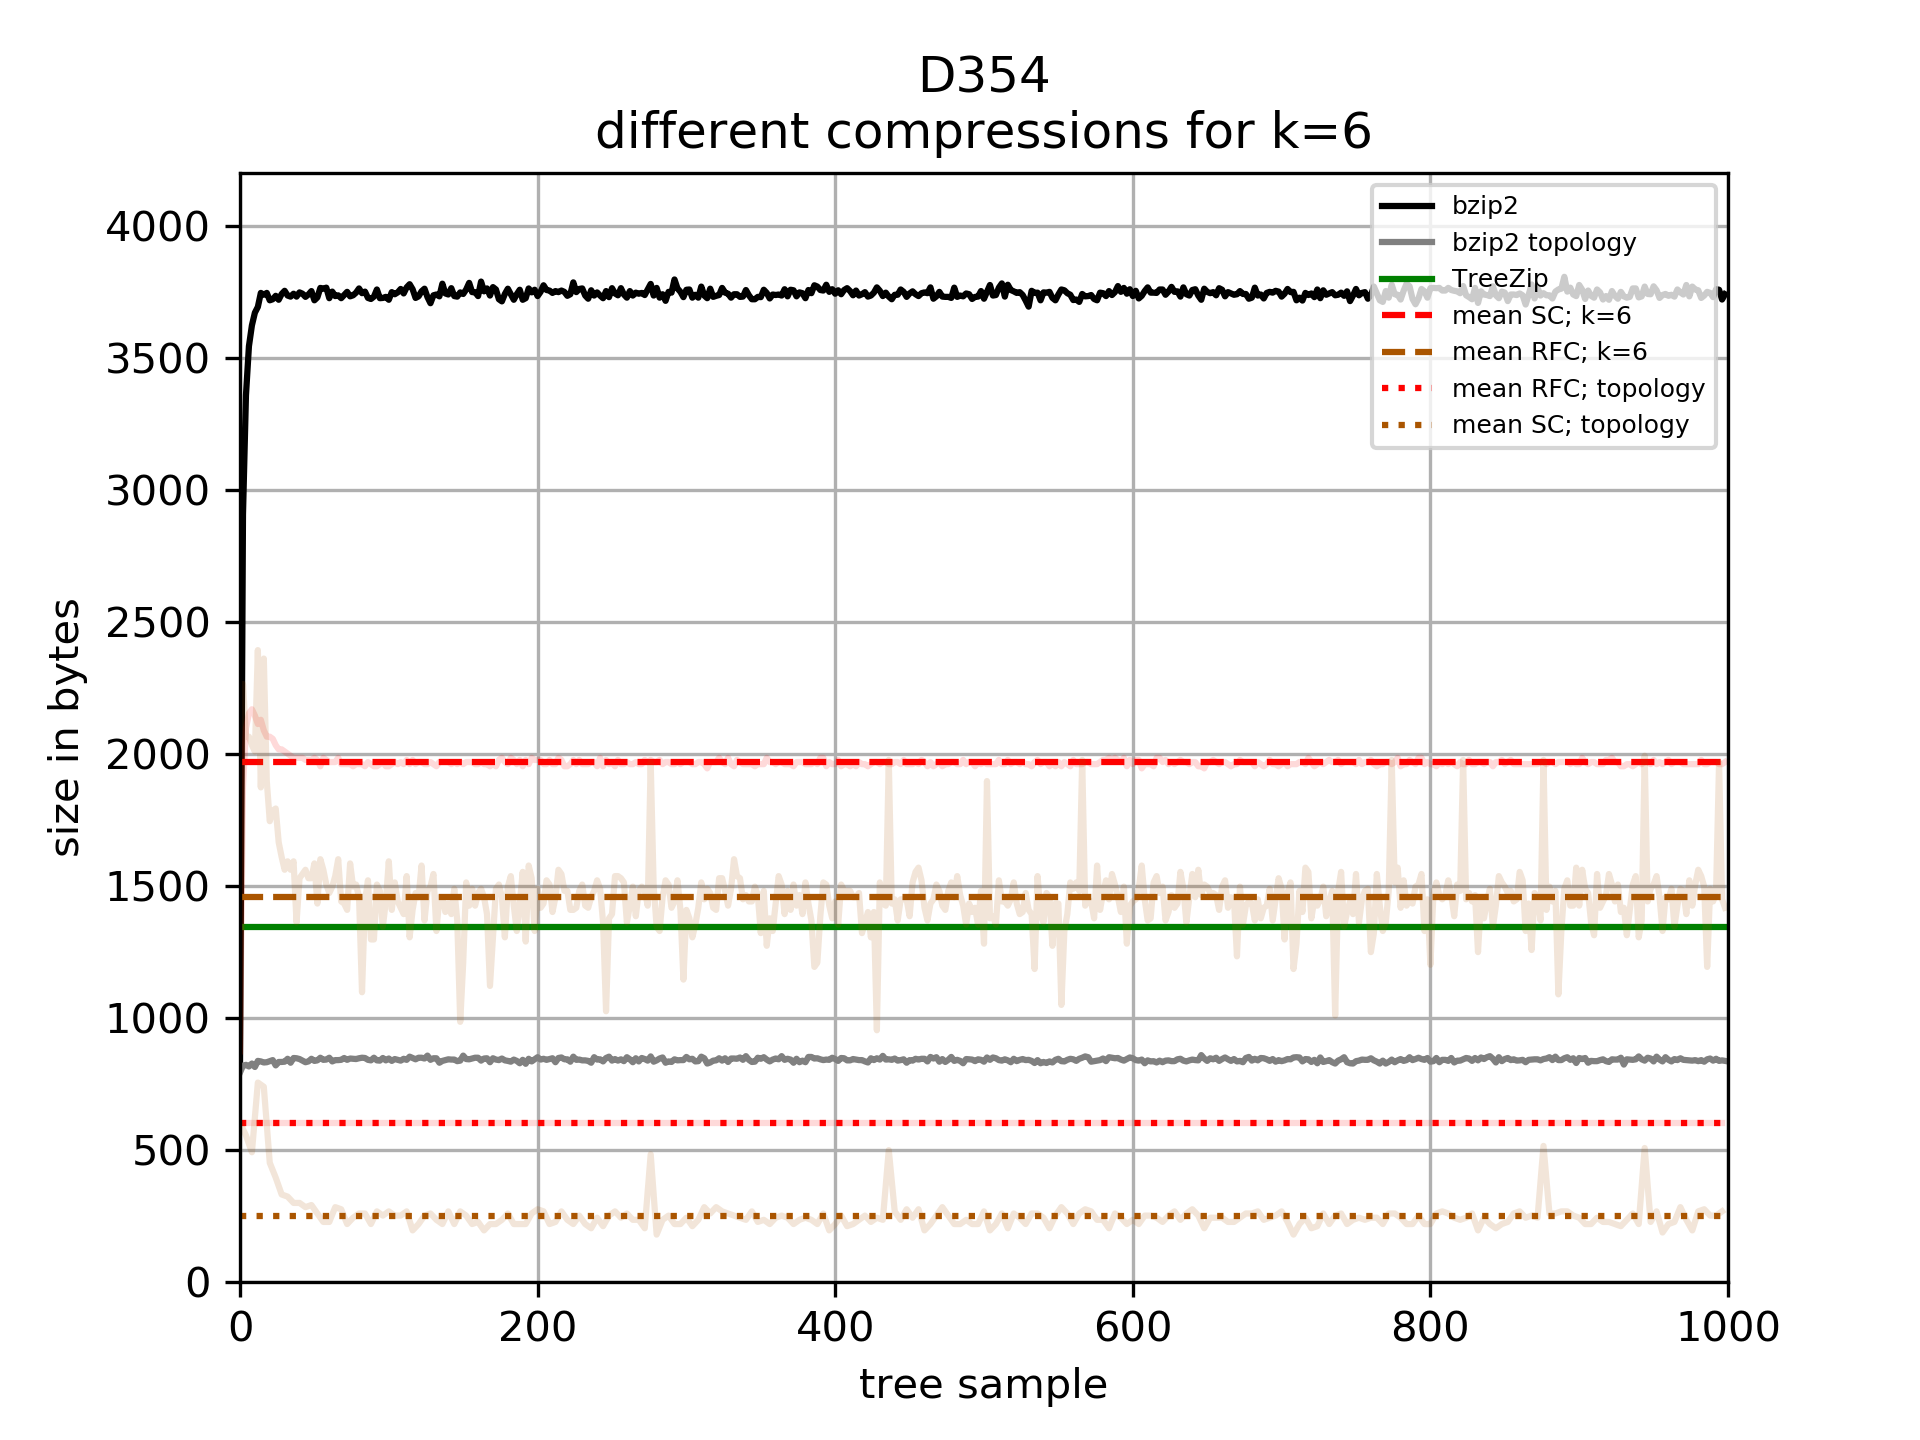 D354
different compressions for k=6
bzip2
bzip2 topology
TreeZip
mean SC; k=6
mean RFC; k=6
mean RFC; topology
mean SC; topology
4000
3500
3000
2500
2000
1500
1000
500
0
size in bytes
0 200 400 600 800 1000
tree sample